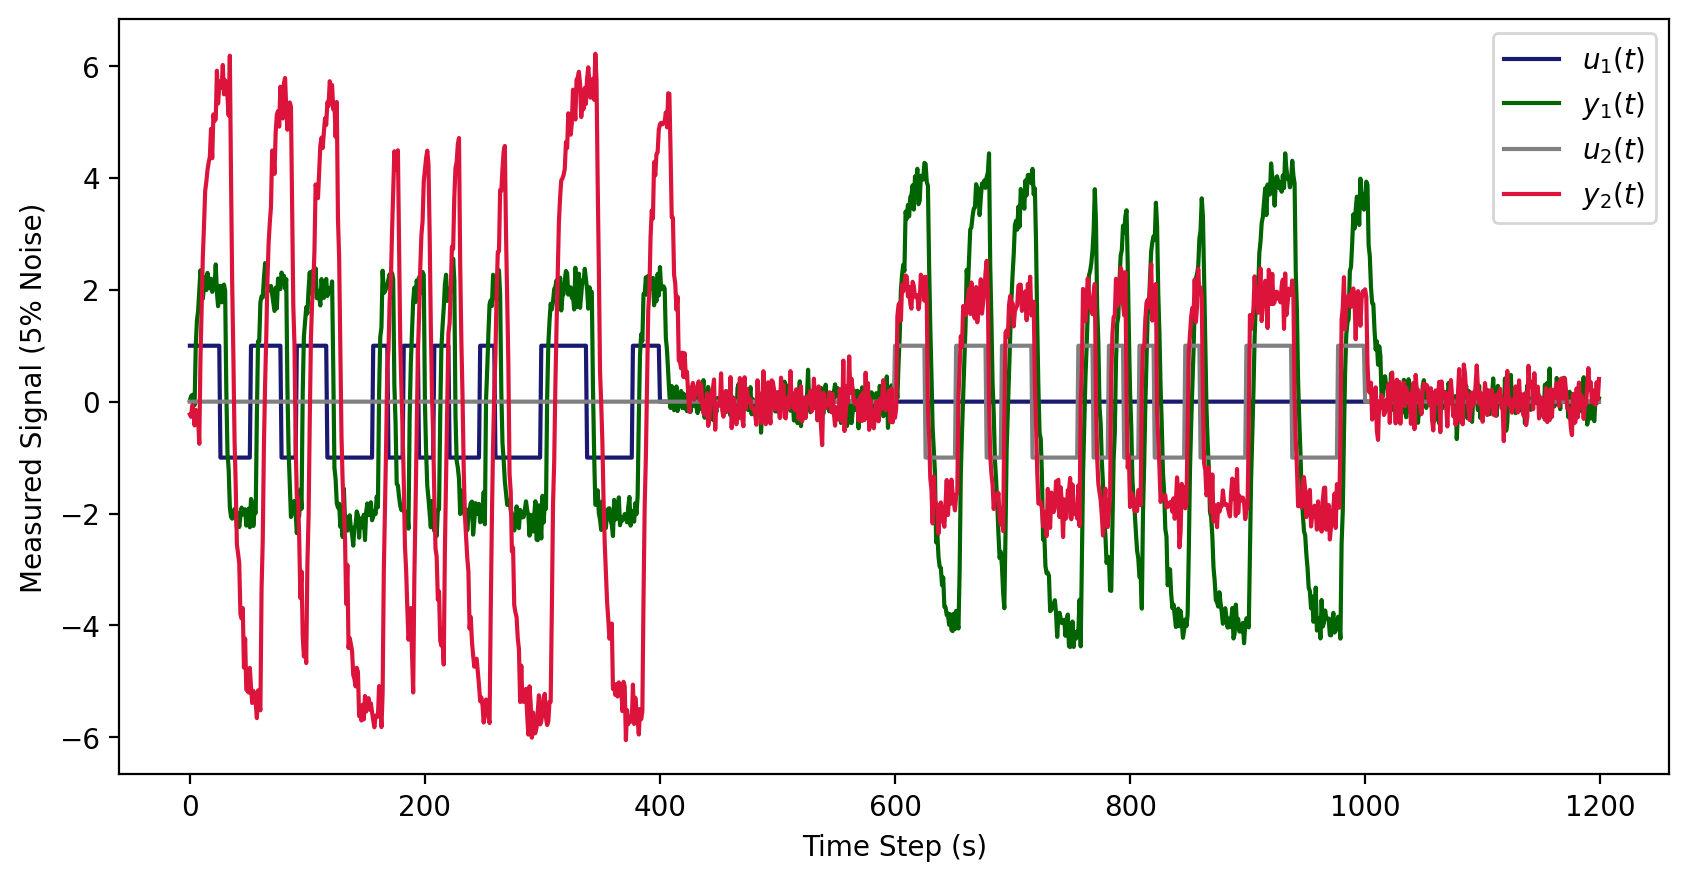 Measured Signal (5% Noise)
6
4
2
0
−2
−4
−6
0
200
400
600
800
1000
1200
Time Step (s)
u₁(t)
y₁(t)
u₂(t)
y₂(t)